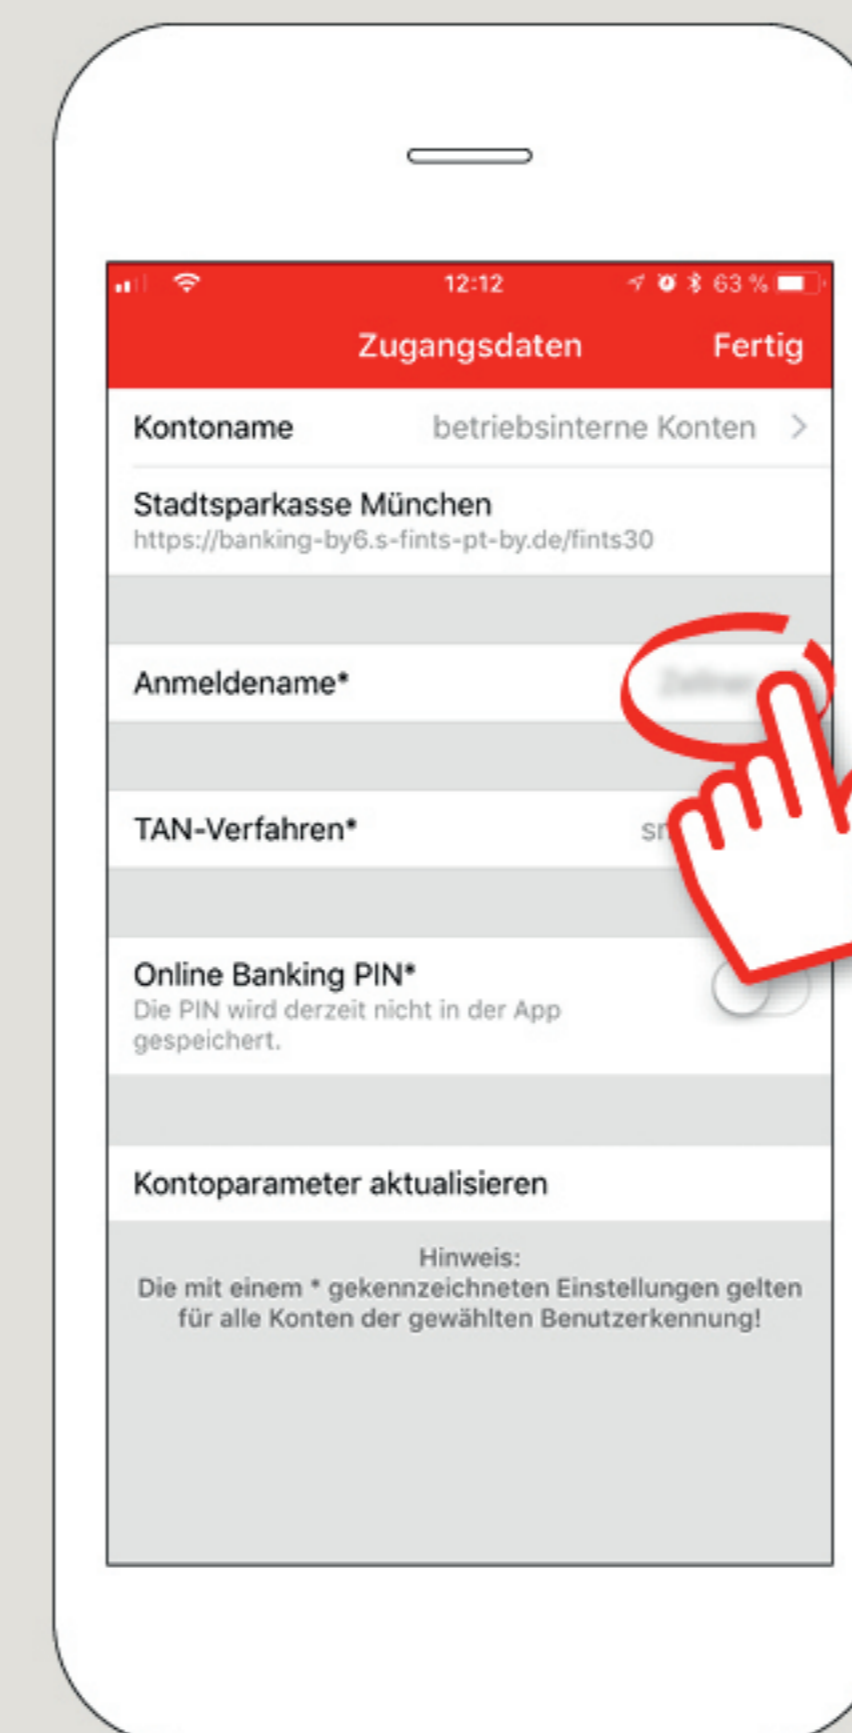 12:12 63 %
Zugangsdaten Fertig
Kontoname betriebsinterne Konten
Stadtsparkasse München
https://banking-by6.s-fints-pt-by.de/fints30
Anmeldename*
TAN-Verfahren*
Online Banking PIN*
Die PIN wird derzeit nicht in der App
gespeichert.
Kontoparameter aktualisieren
Hinweis:
Die mit einem * gekennzeichneten Einstellungen gelten
für alle Konten der gewählten Benutzerkennung!